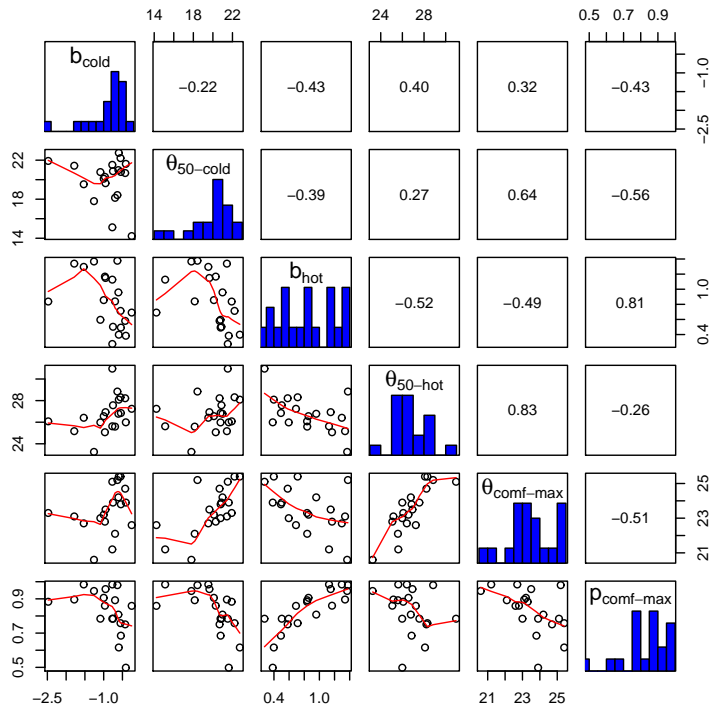 14 18 22
24 28
0.5 0.7 0.9
b_cold
−0.22
−0.43
0.40
0.32
−0.43
−2.5 −1.0
14 18 22
θ_50−cold
−0.39
0.27
0.64
−0.56
b_hot
−0.52
−0.49
0.81
0.4 1.0
24 28
θ_50−hot
0.83
−0.26
θ_comf−max
−0.51
21 23 25
0.5 0.7 0.9
p_comf−max
−2.5 −1.0
0.4 1.0
21 23 25